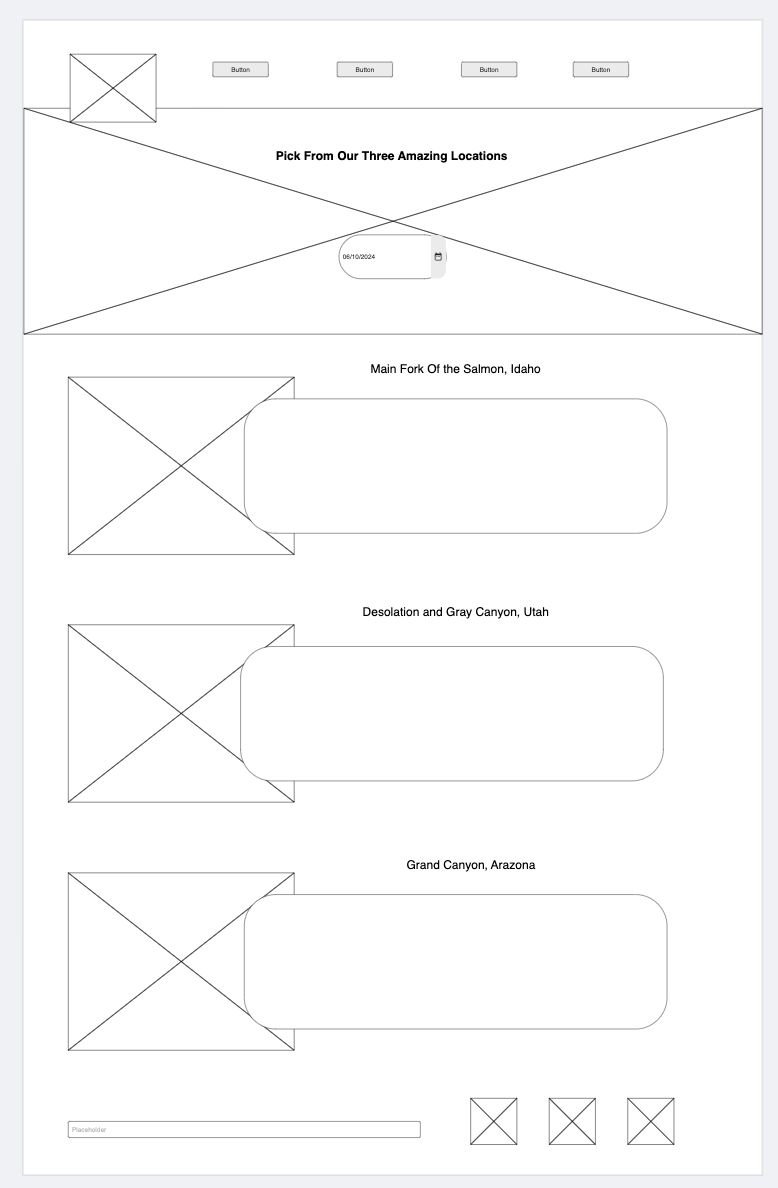 Button
Button
Button
Button
Pick From Our Three Amazing Locations
06/10/2024
Main Fork Of the Salmon, Idaho
Desolation and Gray Canyon, Utah
Grand Canyon, Arazona
Placeholder